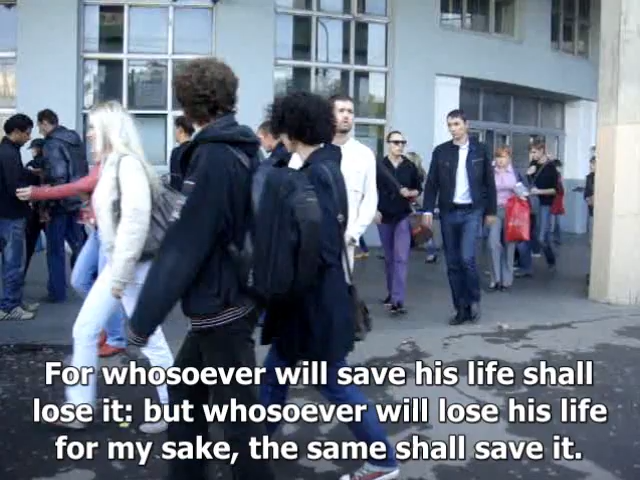 For whosoever will save his life shall
lose it: but whosoever will lose his life
for my sake, the same shall save it.